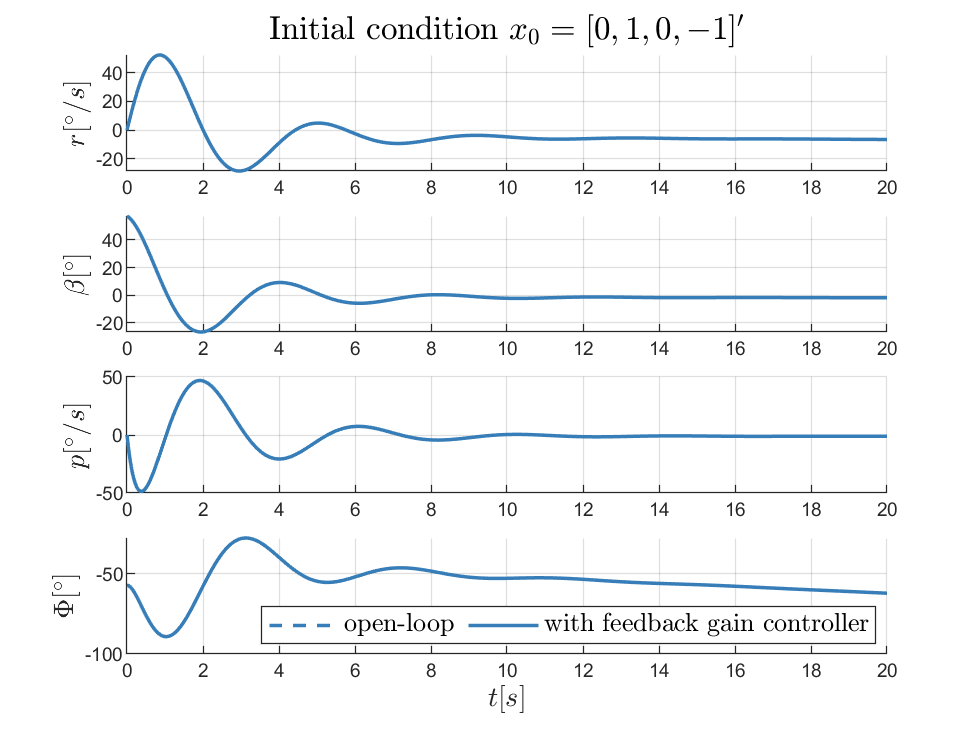 Initial condition x₀ = [0, 1, 0, −1]′
r[°/s]
40
20
0
-20
0 2 4 6 8 10 12 14 16 18 20
β[°]
40
20
0
-20
0 2 4 6 8 10 12 14 16 18 20
p[°/s]
50
0
-50
0 2 4 6 8 10 12 14 16 18 20
Φ[°]
-50
-100
open-loop with feedback gain controller
0 2 4 6 8 10 12 14 16 18 20
t[s]